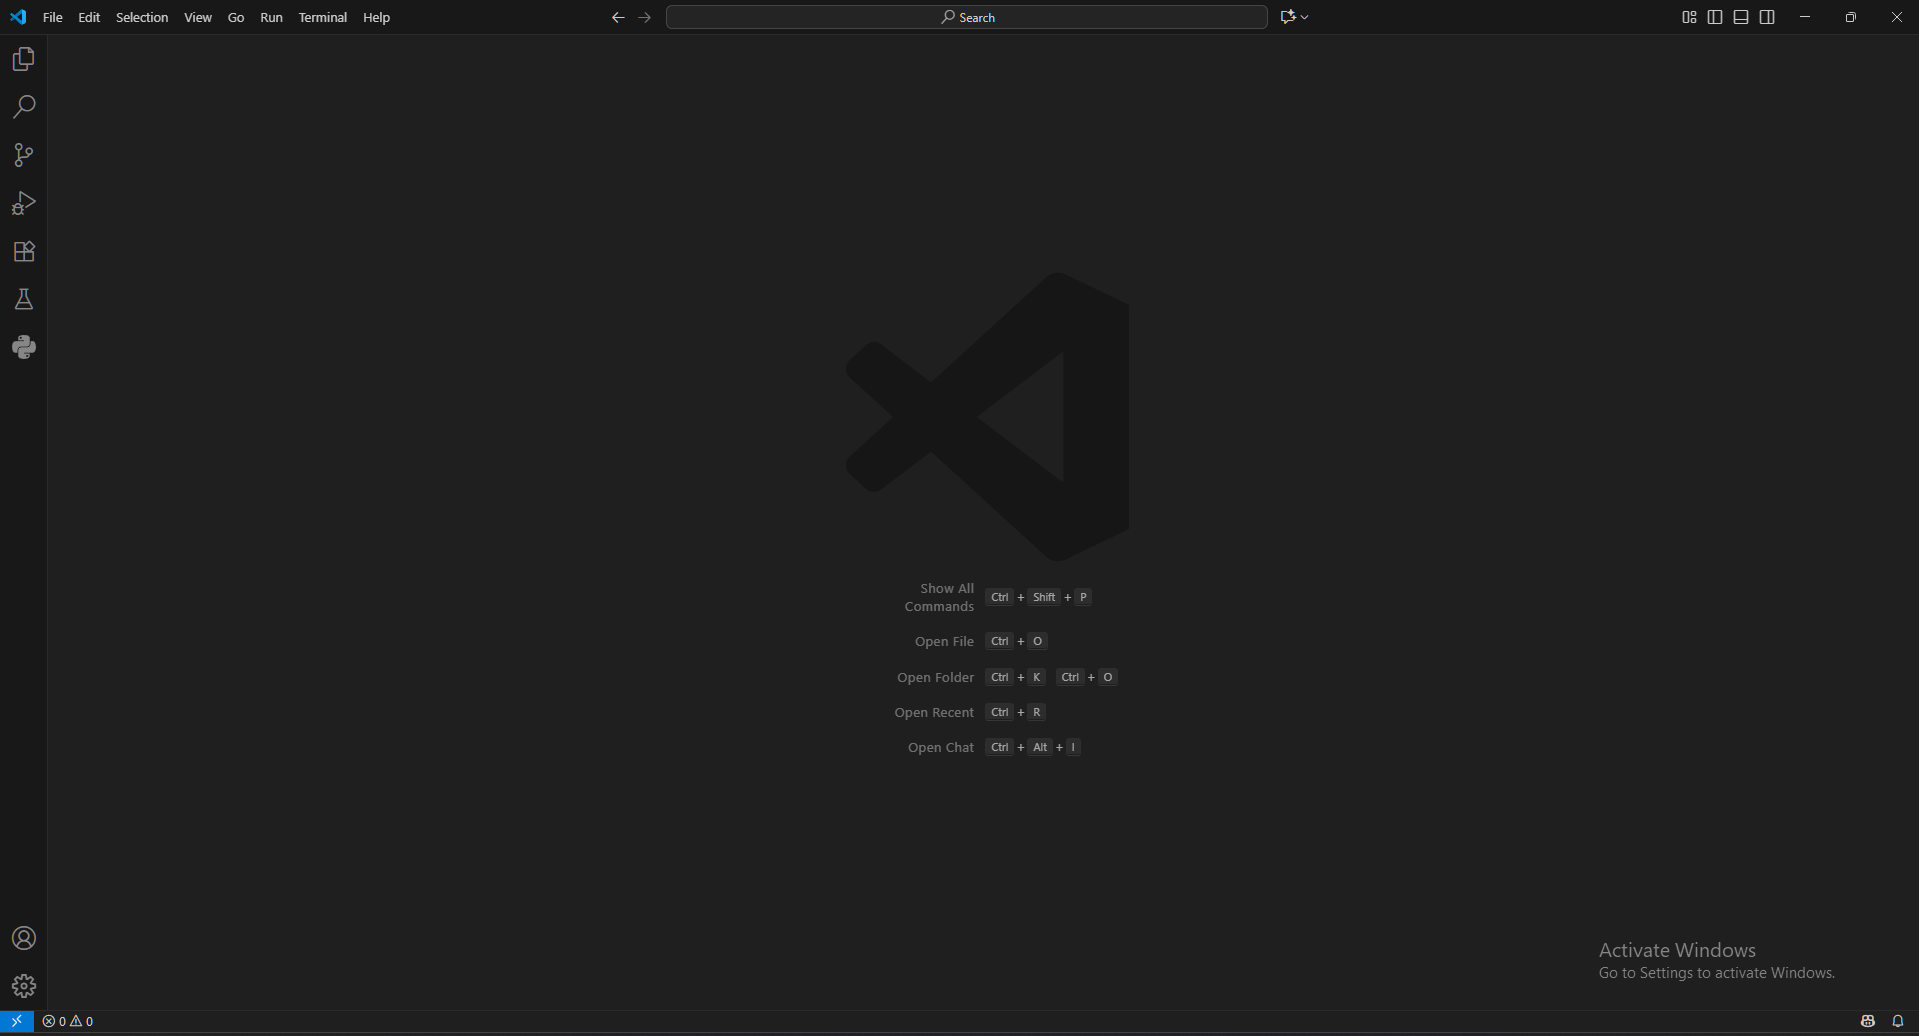 File Edit Selection View Go Run Terminal Help
Search
Show All
Commands Ctrl + Shift + P
Open File Ctrl + O
Open Folder Ctrl + K Ctrl + O
Open Recent Ctrl + R
Open Chat Ctrl + Alt + I
Activate Windows
Go to Settings to activate Windows.
0 0